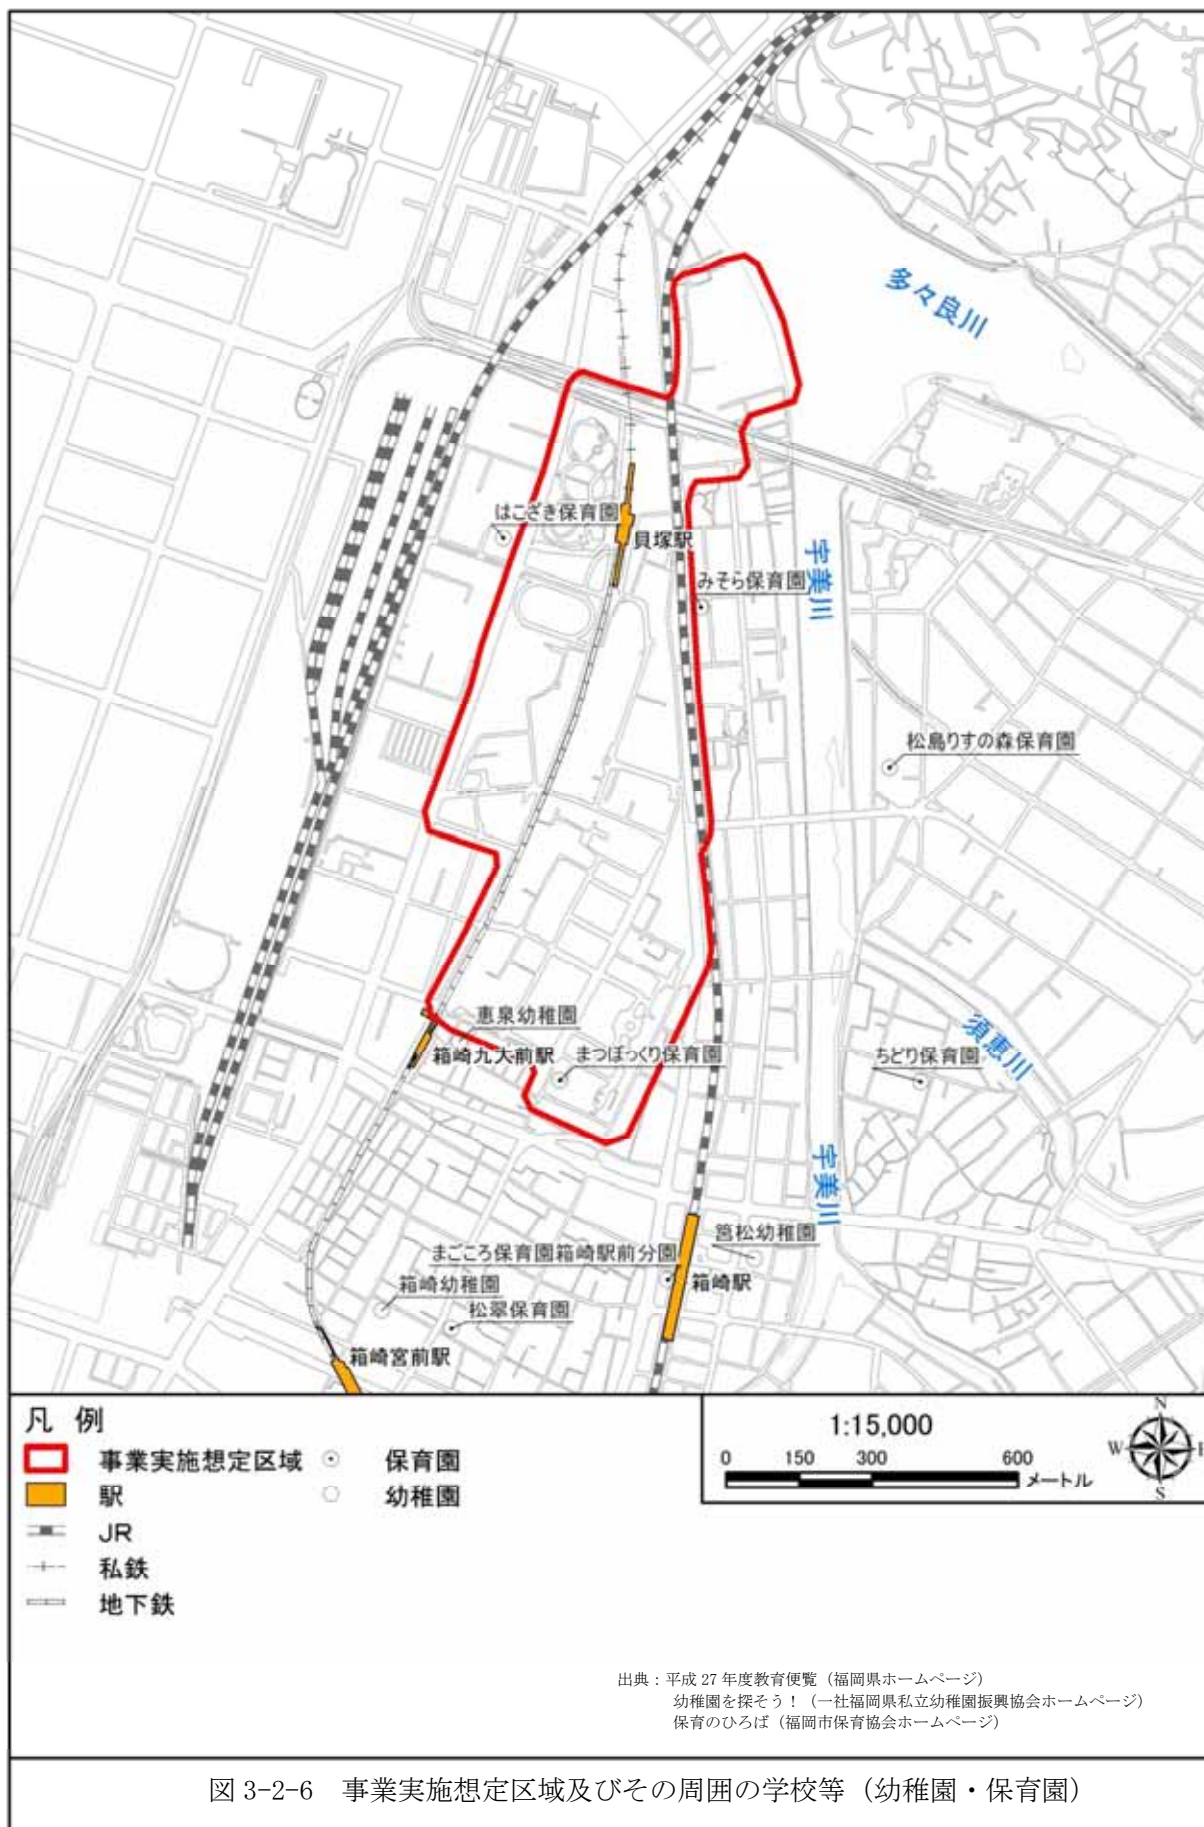 多々良川
はこざき保育園
貝塚駅
みそら保育園
宇美川
松島りすの森保育園
恵泉幼稚園
箱崎九大前駅
まつぼっくり保育園
須恵川
ちどり保育園
宇美川
筥松幼稚園
まごころ保育園箱崎駅前分園
箱崎駅
箱崎幼稚園
松翠保育園
箱崎宮前駅
凡 例
事業実施想定区域
保育園
駅
幼稚園
JR
私鉄
地下鉄
1:15,000
0 150 300 600
メートル
N
W E
S
出典：平成 27 年度教育便覧（福岡県ホームページ）
幼稚園を探そう！（一社福岡県私立幼稚園振興協会ホームページ）
保育のひろば（福岡市保育協会ホームページ）
図 3-2-6 事業実施想定区域及びその周囲の学校等（幼稚園・保育園）